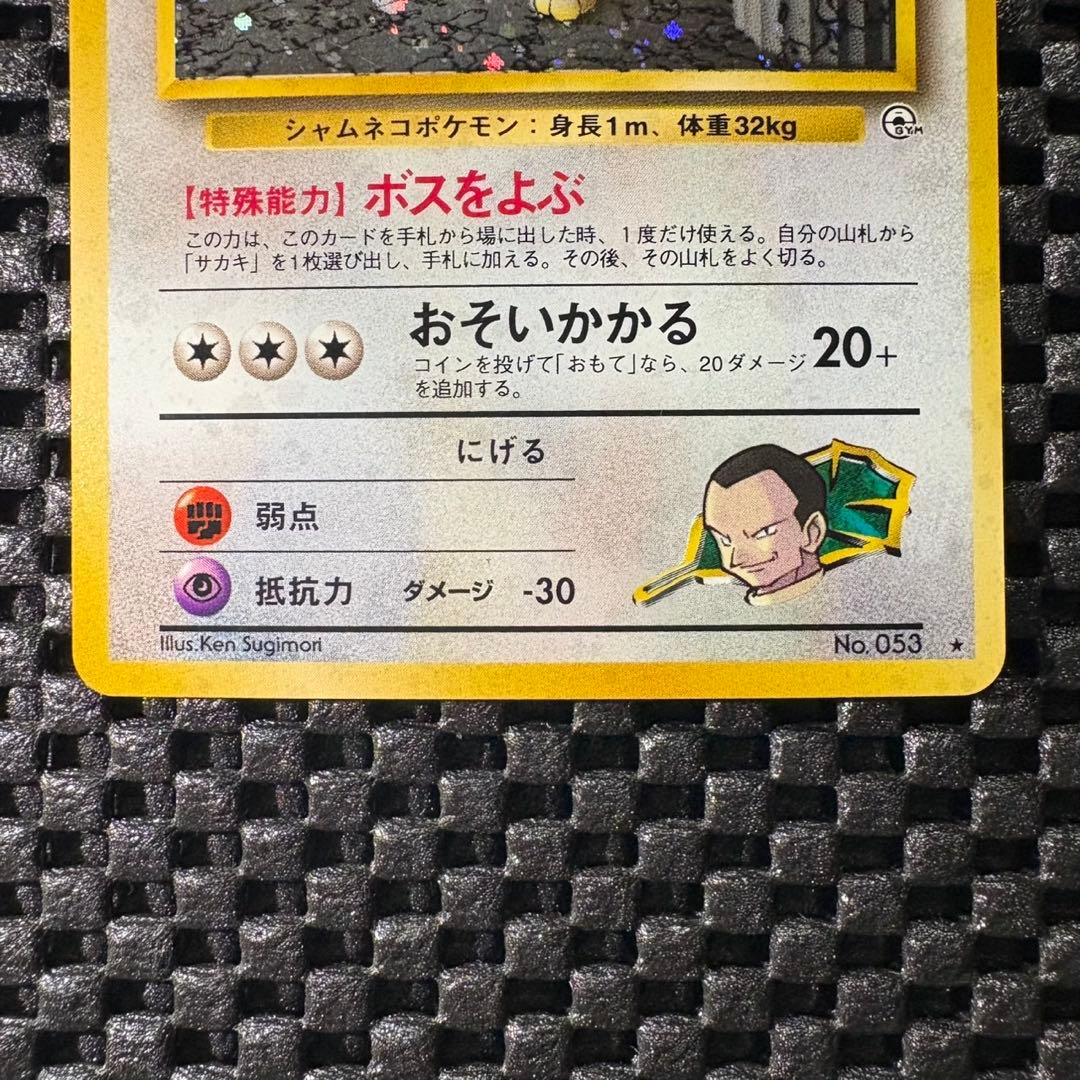 シャムネコポケモン：身長1m、体重32kg
GYM
【特殊能力】ボスをよぶ
この力は、このカードを手札から場に出した時、1度だけ使える。自分の山札から
「サカキ」を1枚選び出し、手札に加える。その後、その山札をよく切る。
おそいかかる
コインを投げて「おもて」なら、20ダメージ
を追加する。
20+
にげる
弱点
抵抗力 ダメージ -30
Illus.Ken Sugimori
No. 053 ★